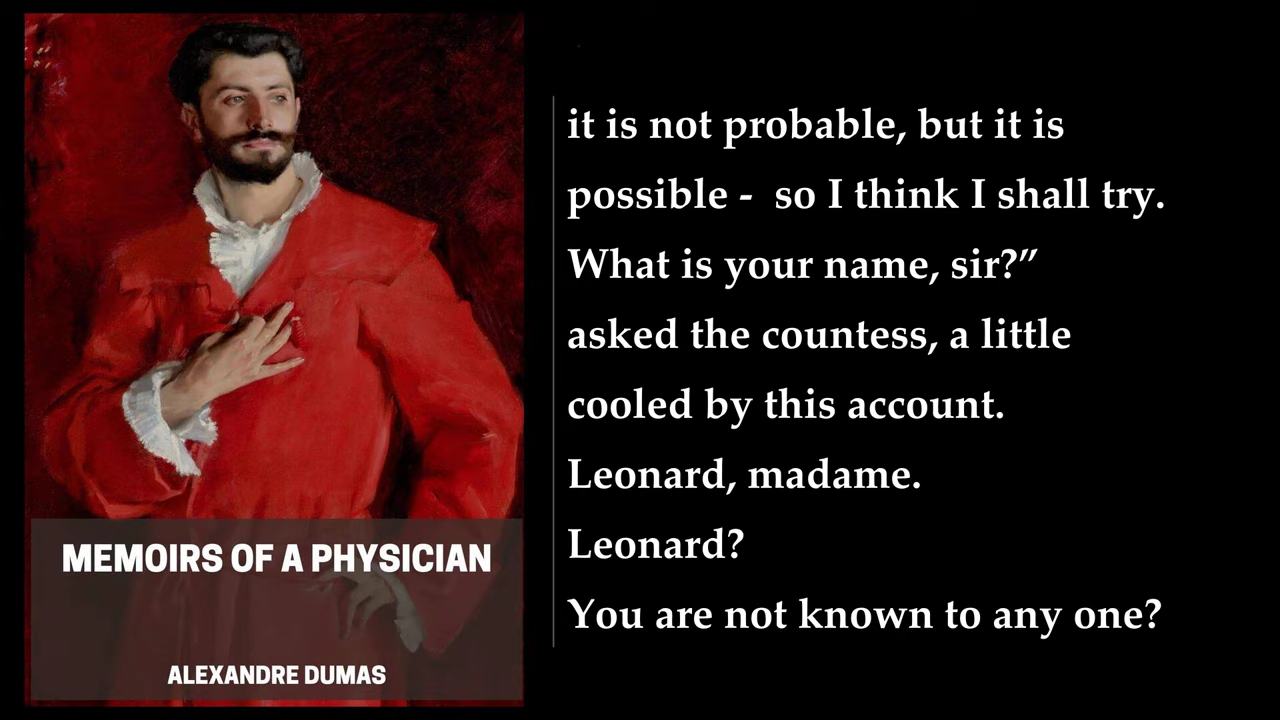 MEMOIRS OF A PHYSICIAN
ALEXANDRE DUMAS
it is not probable, but it is
possible - so I think I shall try.
What is your name, sir?”
asked the countess, a little
cooled by this account.
Leonard, madame.
Leonard?
You are not known to any one?